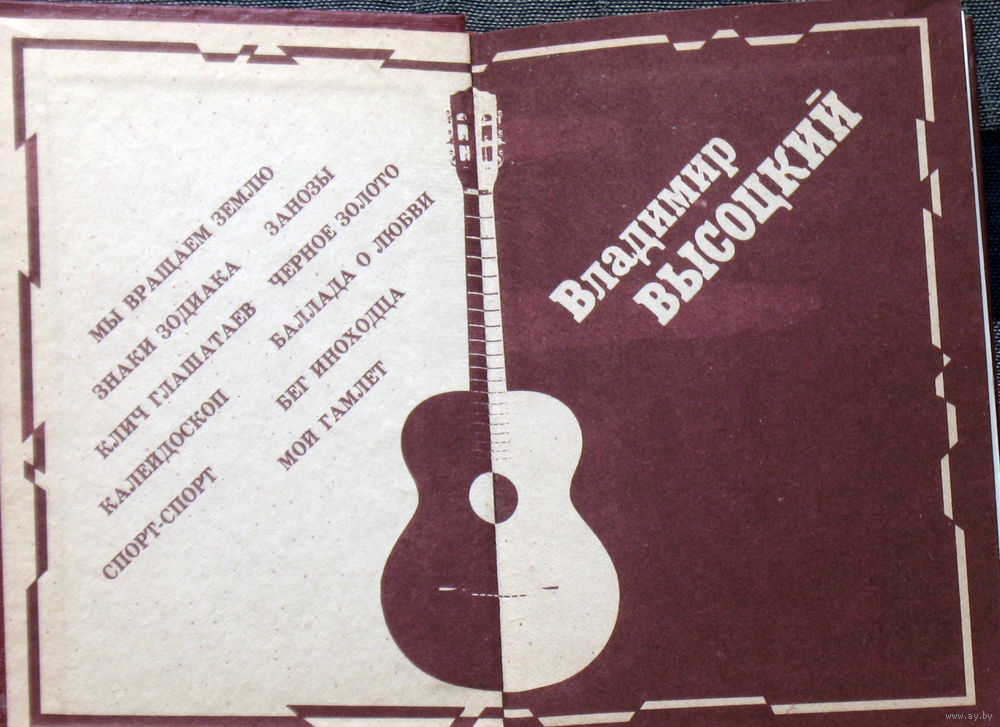 МЫ ВРАЩАЕМ ЗЕМЛЮ
ЗНАКИ ЗОДИАКА
КЛИЧ ГЛАШАТАЕВ
КАЛЕЙДОСКОП
СПОРТ-СПОРТ
ЗАНОЗЫ
ЧЕРНОЕ ЗОЛОТО
БАЛЛАДА О ЛЮБВИ
БЕГ ИНОХОДЦА
МОЙ ГАМЛЕТ
Владимир
ВЫСОЦКИЙ
www.ay.by